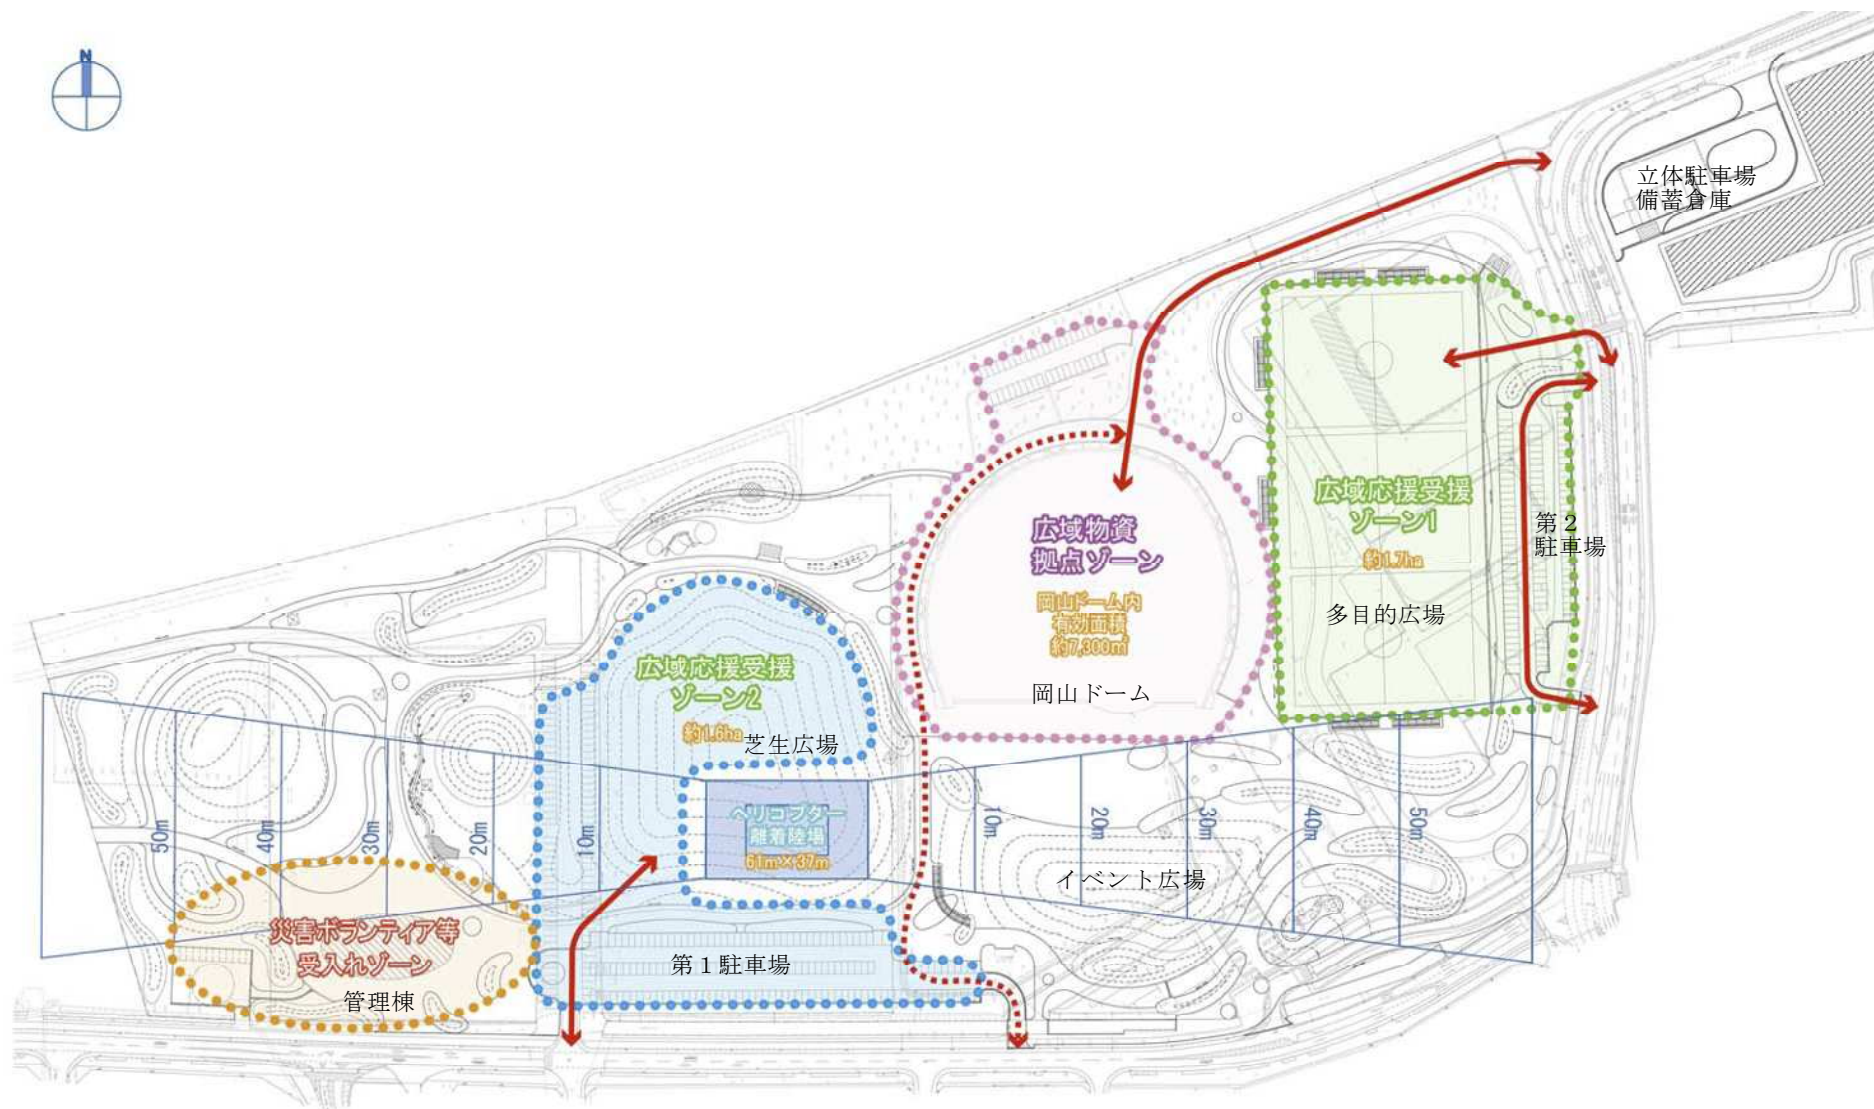 N
立体駐車場
備蓄倉庫
広域応援受援
ゾーン1
約1.7ha
第2
駐車場
多目的広場
広域物資
拠点ゾーン
岡山ドーム内
有効面積
約7,300㎡
岡山ドーム
広域応援受援
ゾーン2
約1.6ha
芝生広場
ヘリコプター
離着陸場
61m×37m
50m
40m
30m
20m
10m
10m
20m
30m
40m
50m
イベント広場
災害ボランティア等
受入れゾーン
管理棟
第1駐車場